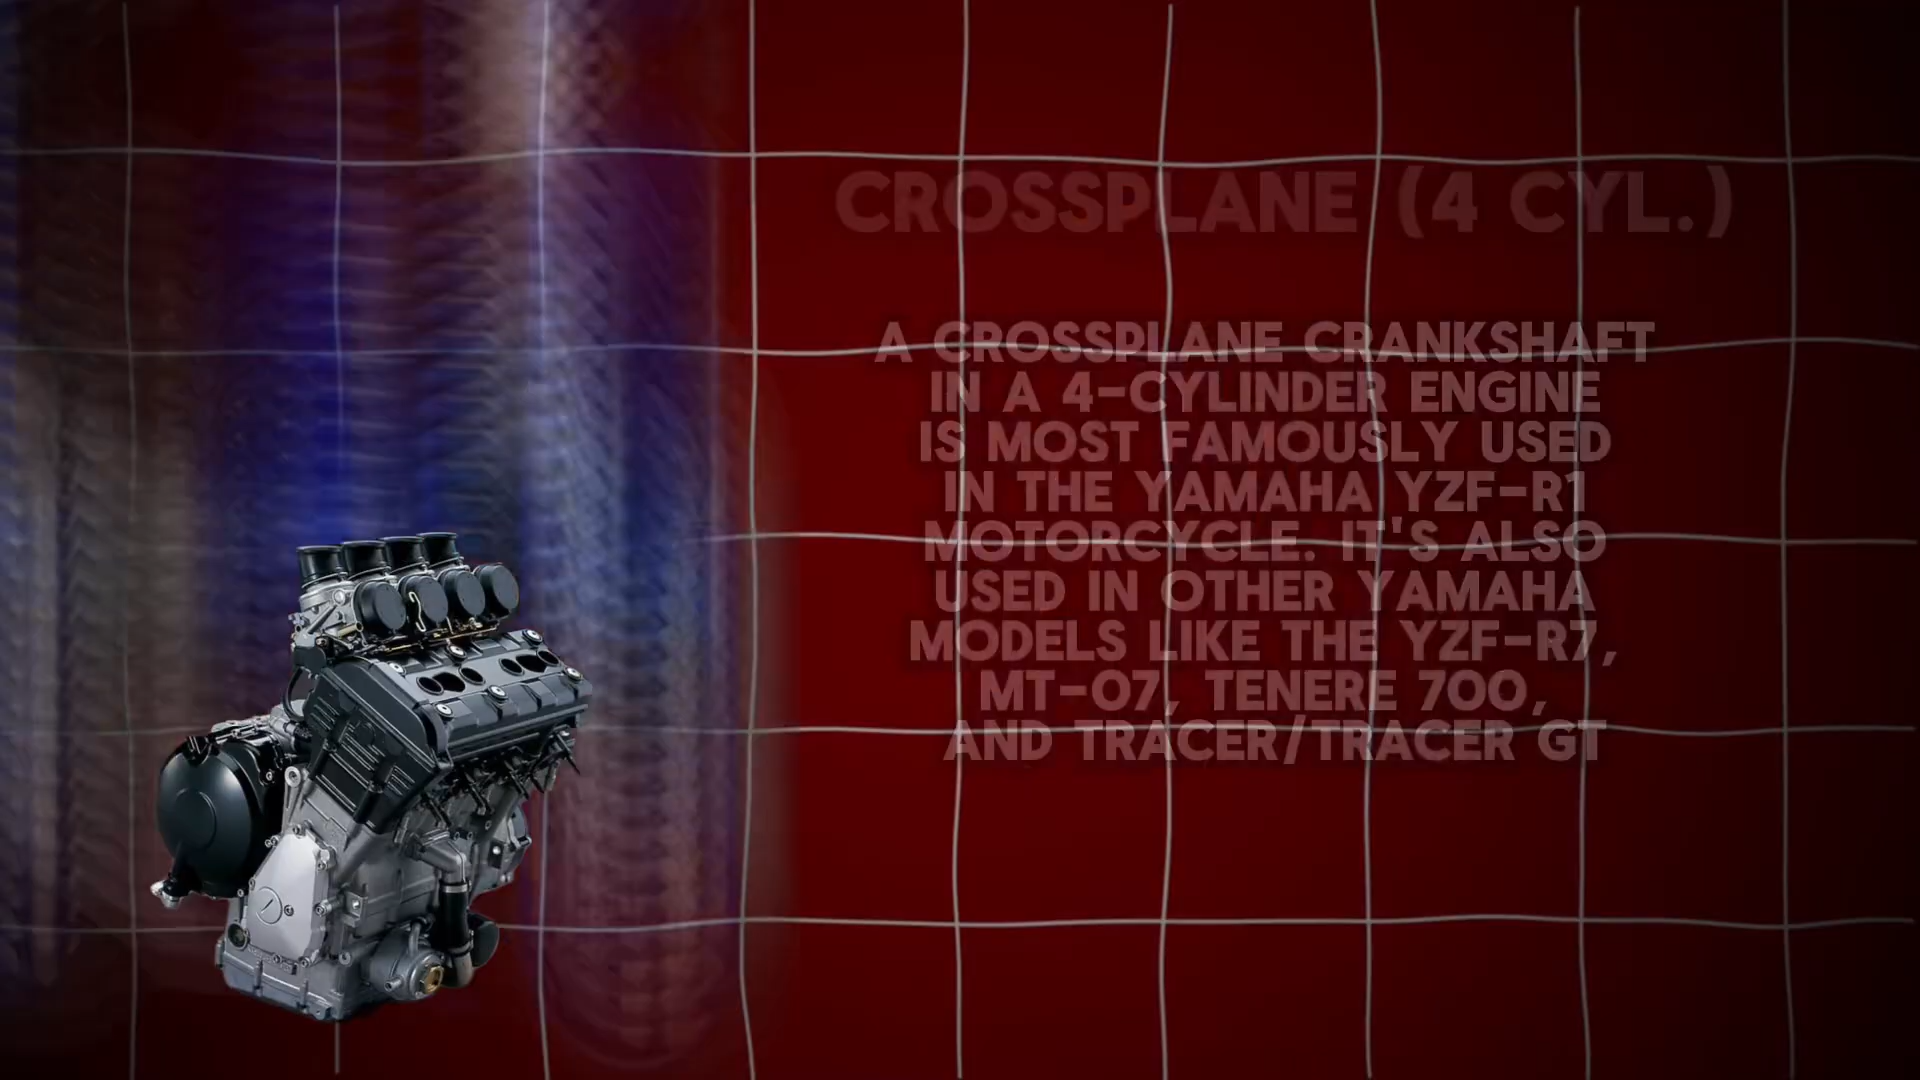 CROSSPLANE (4 CYL.)
A CROSSPLANE CRANKSHAFT
IN A 4-CYLINDER ENGINE
IS MOST FAMOUSLY USED
IN THE YAMAHA YZF-R1
MOTORCYCLE. IT'S ALSO
USED IN OTHER YAMAHA
MODELS LIKE THE YZF-R7,
MT-07, TENERE 700,
AND TRACER/TRACER GT